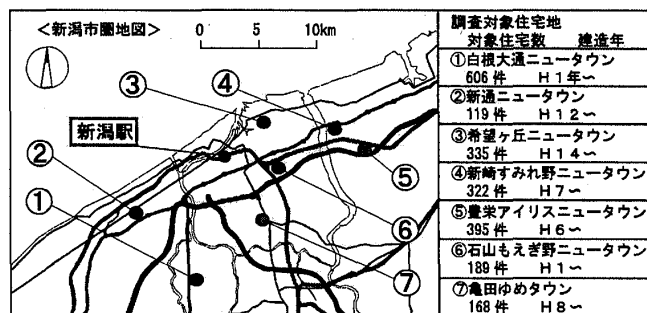 <新潟市圏地図>
0 5 10km
③
④
新潟駅
②
①
⑤
⑥
⑦
調査対象住宅地
対象住宅数 建造年
①白根大通ニュータウン
606件 H1年～
②新通ニュータウン
119件 H12～
③希望ヶ丘ニュータウン
335件 H14～
④新崎すみれ野ニュータウン
322件 H7～
⑤豊栄アイリスニュータウン
395件 H6～
⑥石山もえぎ野ニュータウン
189件 H1～
⑦亀田ゆめタウン
168件 H8～